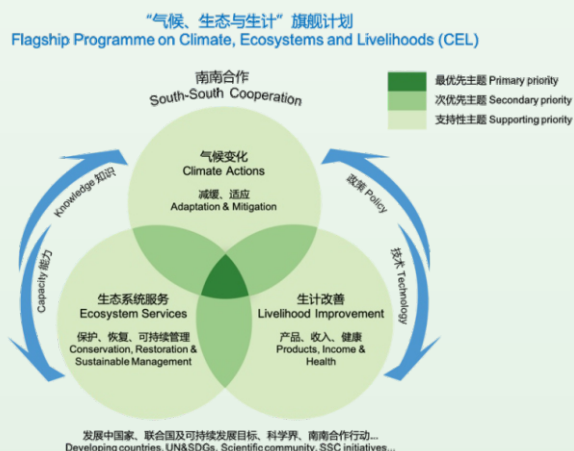 “气候、生态与生计”旗舰计划
Flagship Programme on Climate, Ecosystems and Livelihoods (CEL)
南南合作
South-South Cooperation
最优先主题 Primary priority
次优先主题 Secondary priority
支持性主题 Supporting priority
气候变化
Climate Actions
减缓、适应
Adaptation & Mitigation
Knowledge 知识
Capacity 能力
政策 Policy
技术 Technology
生态系统服务
Ecosystem Services
保护、恢复、可持续管理
Conservation, Restoration &
Sustainable Management
生计改善
Livelihood Improvement
产品、收入、健康
Products, Income &
Health
发展中国家、联合国及可持续发展目标、科学界、南南合作行动...
Developing countries, UN&SDGs, Scientific community, SSC initiatives...